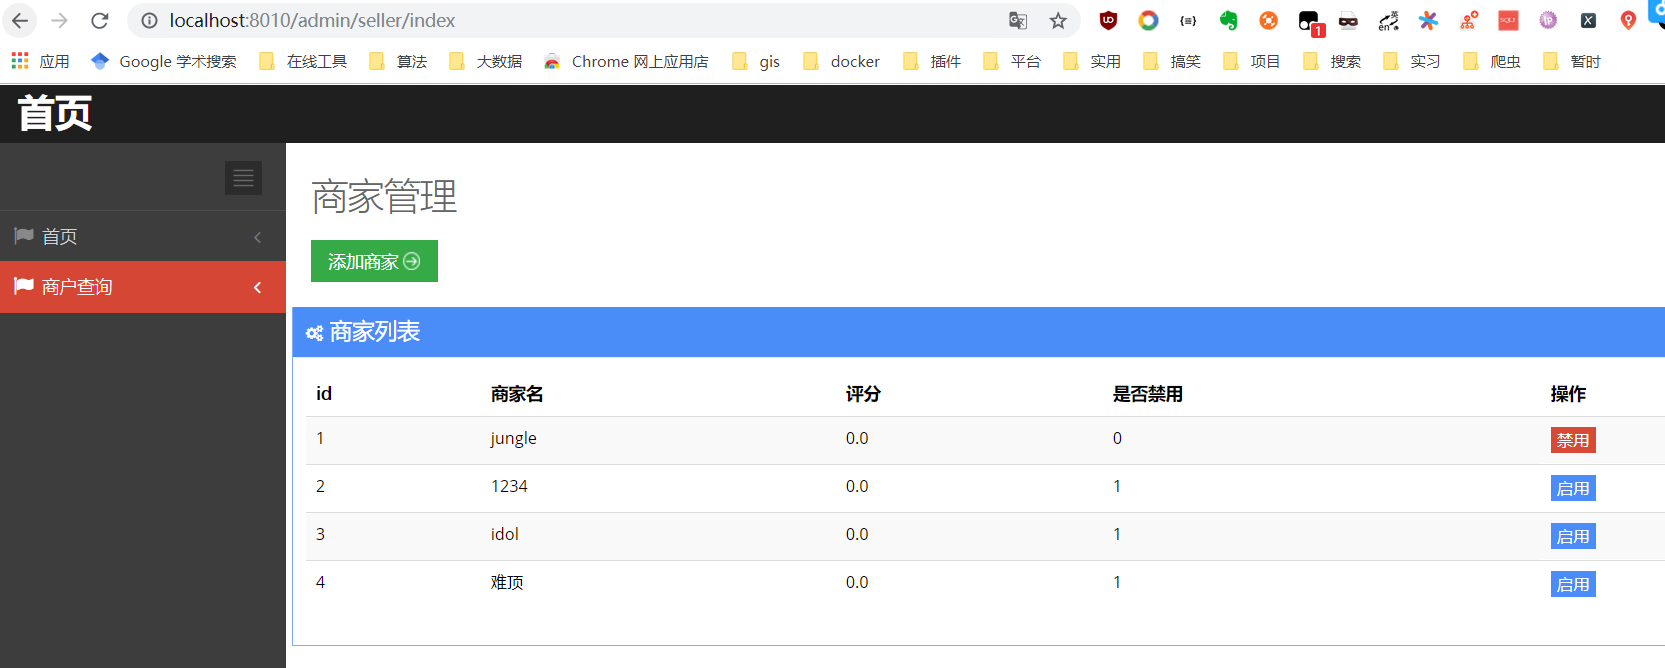 localhost:8010/admin/seller/index
应用 Google 学术搜索 在线工具 算法 大数据 Chrome 网上应用店 gis docker 插件 平台 实用 搞笑 项目 搜索 实习 爬虫 暂时
首页
首页
商户查询
商家管理
添加商家
商家列表
id 商家名 评分 是否禁用 操作
1 jungle 0.0 0 禁用
2 1234 0.0 1 启用
3 idol 0.0 1 启用
4 难顶 0.0 1 启用